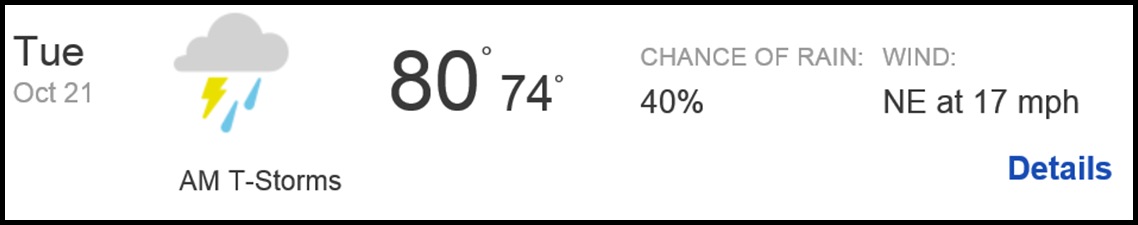 Tue
Oct 21
AM T-Storms
80° 74°
CHANCE OF RAIN:
40%
WIND:
NE at 17 mph
Details